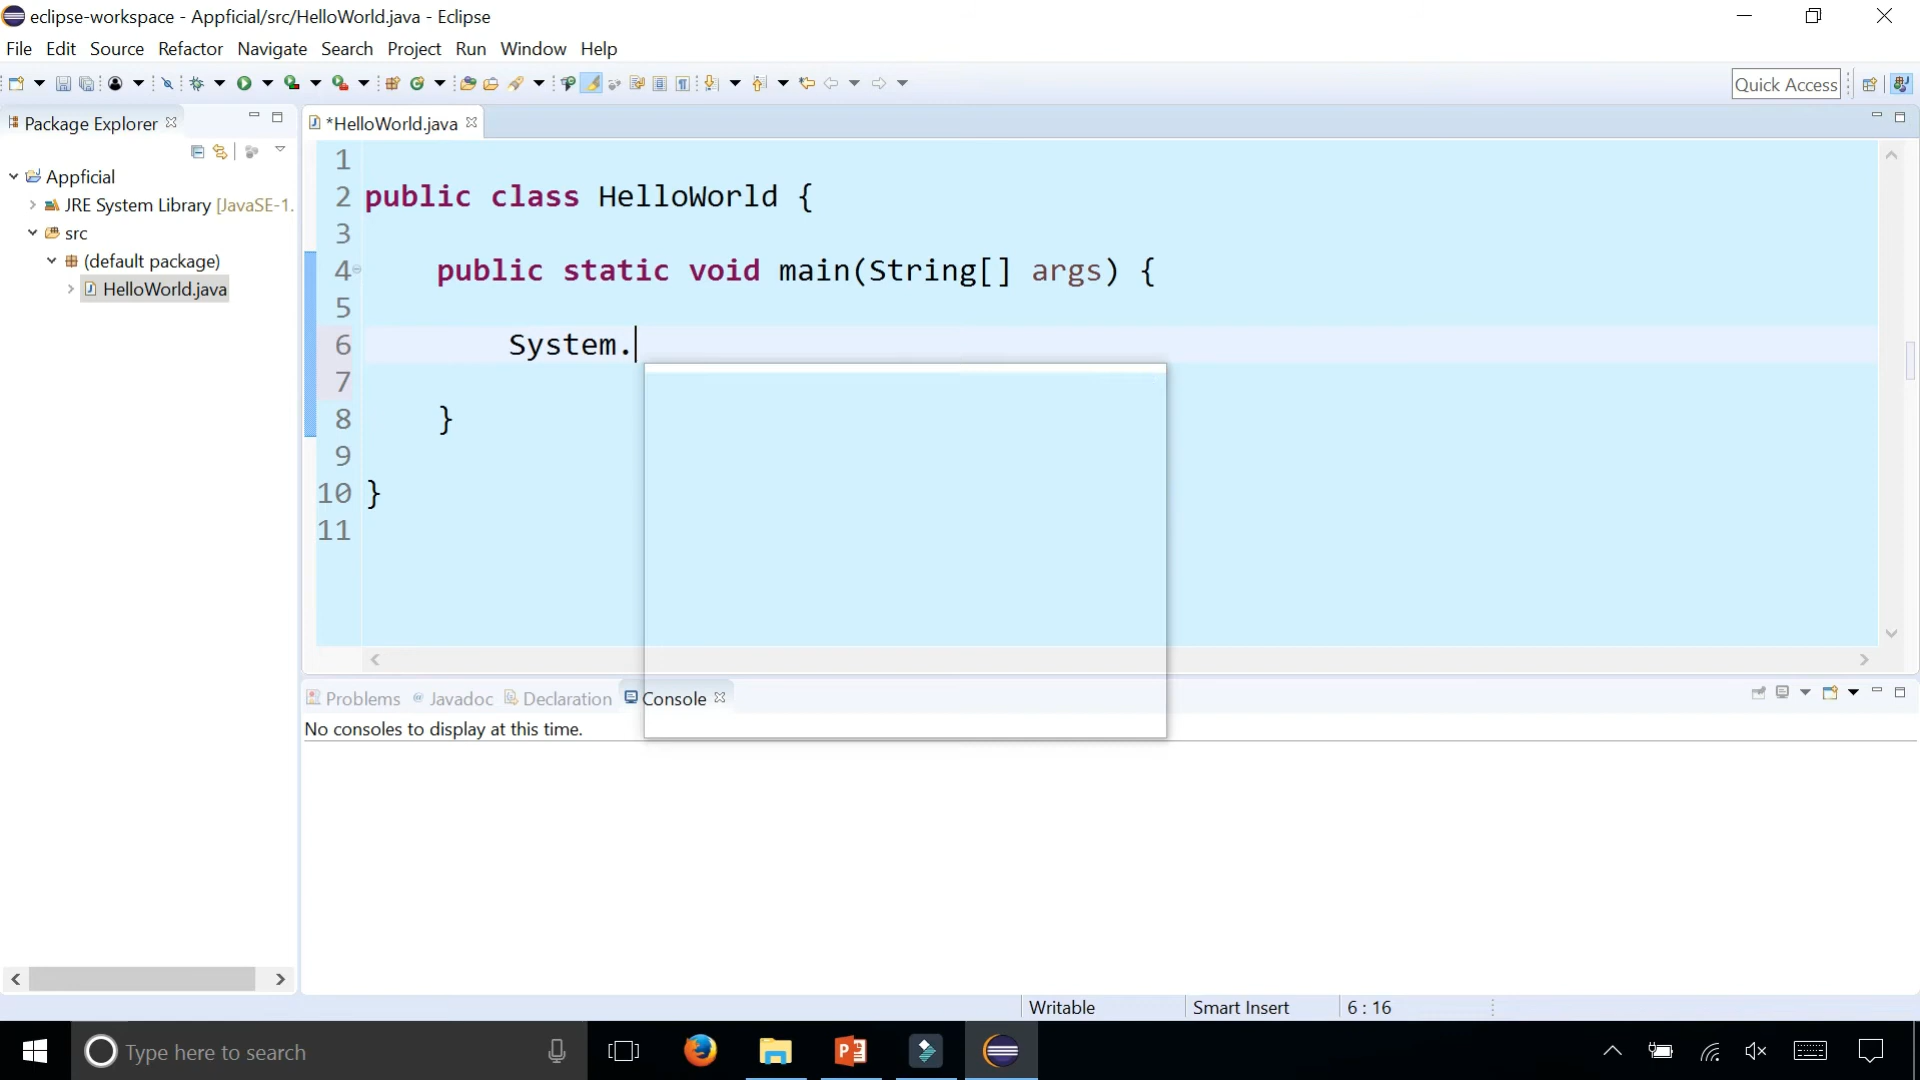 eclipse-workspace - Appficial/src/HelloWorld.java - Eclipse
File Edit Source Refactor Navigate Search Project Run Window Help
Quick Access
Package Explorer
*HelloWorld.java
Appficial
JRE System Library [JavaSE-1.
src
(default package)
HelloWorld.java
1
2 public class HelloWorld {
3
4 public static void main(String[] args) {
5
6 System.
7
8 }
9
10 }
11
Problems @ Javadoc Declaration Console
No consoles to display at this time.
Writable Smart Insert 6 : 16
Type here to search